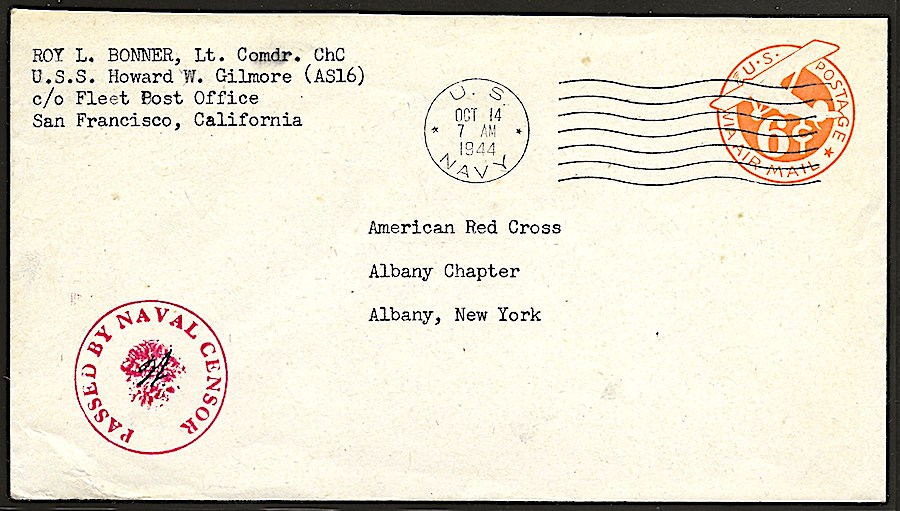 ROY L. BONNER, Lt. Comdr. ChC
U.S.S. Howard W. Gilmore (AS16)
c/o Fleet Post Office
San Francisco, California
U. S.
OCT 14
7 AM
1944
NAVY
U.S. POSTAGE
6¢
VIA AIR MAIL
American Red Cross
Albany Chapter
Albany, New York
PASSED BY NAVAL CENSOR